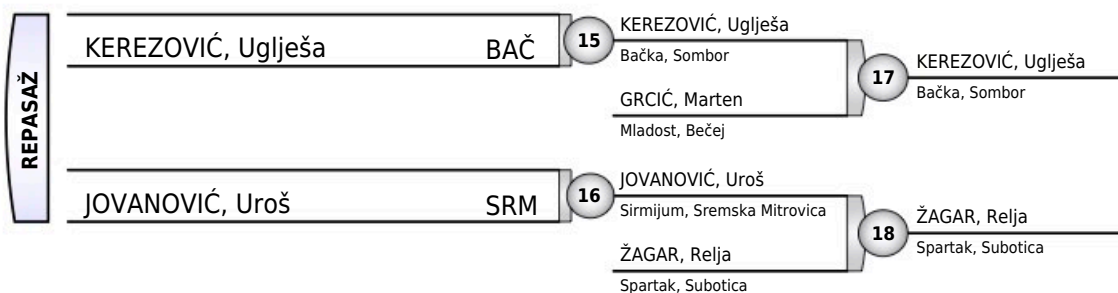 REPASAŽ
KEREZOVIĆ, Uglješa BAČ
15
KEREZOVIĆ, Uglješa
Bačka, Sombor
GRCIĆ, Marten
Mladost, Bečej
17
KEREZOVIĆ, Uglješa
Bačka, Sombor
JOVANOVIĆ, Uroš SRM
16
JOVANOVIĆ, Uroš
Sirmijum, Sremska Mitrovica
ŽAGAR, Relja
Spartak, Subotica
18
ŽAGAR, Relja
Spartak, Subotica